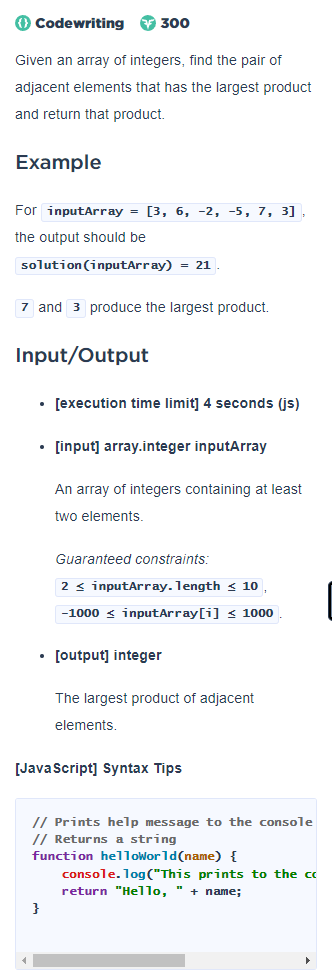 Codewriting 300
Given an array of integers, find the pair of
adjacent elements that has the largest product
and return that product.
Example
For inputArray = [3, 6, -2, -5, 7, 3],
the output should be
solution(inputArray) = 21.
7 and 3 produce the largest product.
Input/Output
• [execution time limit] 4 seconds (js)
• [input] array.integer inputArray
An array of integers containing at least
two elements.
Guaranteed constraints:
2 ≤ inputArray.length ≤ 10,
-1000 ≤ inputArray[i] ≤ 1000.
• [output] integer
The largest product of adjacent
elements.
[JavaScript] Syntax Tips
// Prints help message to the console
// Returns a string
function helloWorld(name) {
    console.log("This prints to the co
    return "Hello, " + name;
}